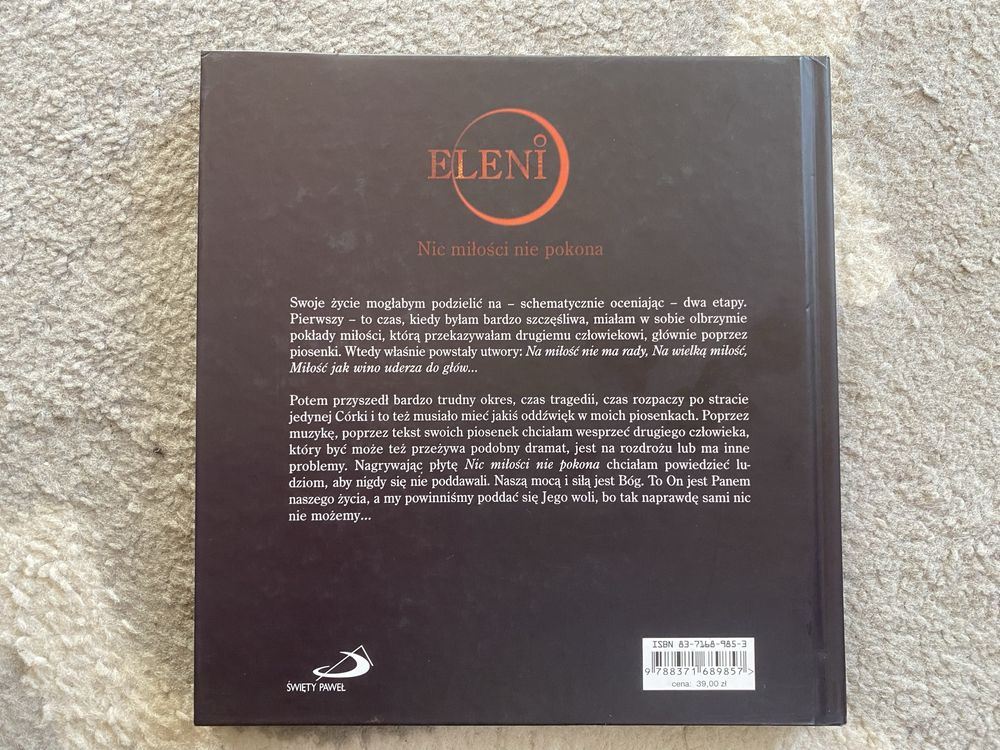 ELENI
Nic miłości nie pokona
Swoje życie mogłabym podzielić na – schematycznie oceniając – dwa etapy.
Pierwszy – to czas, kiedy byłam bardzo szczęśliwa, miałam w sobie olbrzymie
pokłady miłości, którą przekazywałam drugiemu człowiekowi, głównie poprzez
piosenki. Wtedy właśnie powstały utwory: Na miłość nie ma rady, Na wielką miłość,
Miłość jak wino uderza do głów...
Potem przyszedł bardzo trudny okres, czas tragedii, czas rozpaczy po stracie
jedynej Córki i to też musiało mieć jakiś oddźwięk w moich piosenkach. Poprzez
muzykę, poprzez tekst swoich piosenek chciałam wesprzeć drugiego człowieka,
który być może też przeżywa podobny dramat, jest na rozdrożu lub ma inne
problemy. Nagrywając płytę Nic miłości nie pokona chciałam powiedzieć lu-
dziom, aby nigdy się nie poddawali. Naszą mocą i siłą jest Bóg. To On jest Panem
naszego życia, a my powinniśmy poddać się Jego woli, bo tak naprawdę sami nic
nie możemy...
ŚWIĘTY PAWEŁ
ISBN 83-7168-985-3
9 788371 689857 >
cena: 39,00 zł